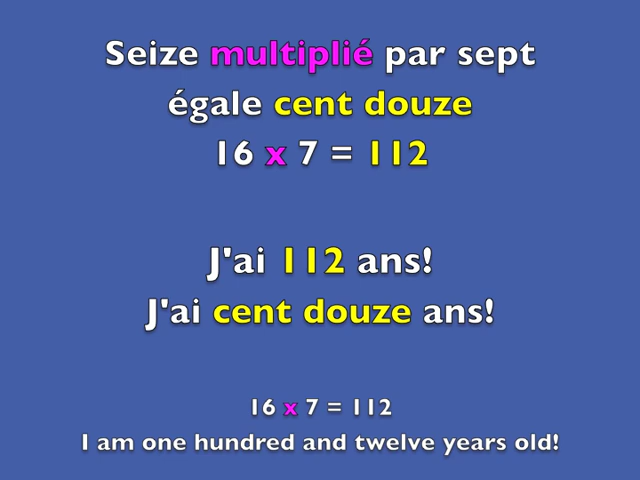 Seize multiplié par sept
égale cent douze
16 x 7 = 112
J'ai 112 ans!
J'ai cent douze ans!
16 x 7 = 112
I am one hundred and twelve years old!